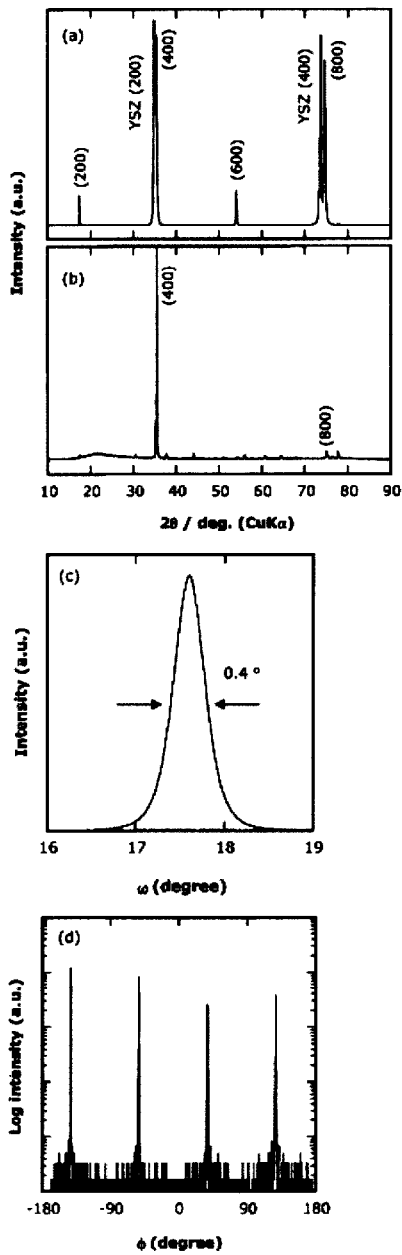 (a)
(200)
YSZ (200)
(400)
(600)
YSZ (400)
(800)
Intensity (a.u.)
(b)
(400)
(800)
10 20 30 40 50 60 70 80 90
2θ / deg. (CuKα)
(c)
0.4 °
Intensity (a.u.)
16 17 18 19
ω (degree)
(d)
Log intensity (a.u.)
-180 -90 0 90 180
ϕ (degree)